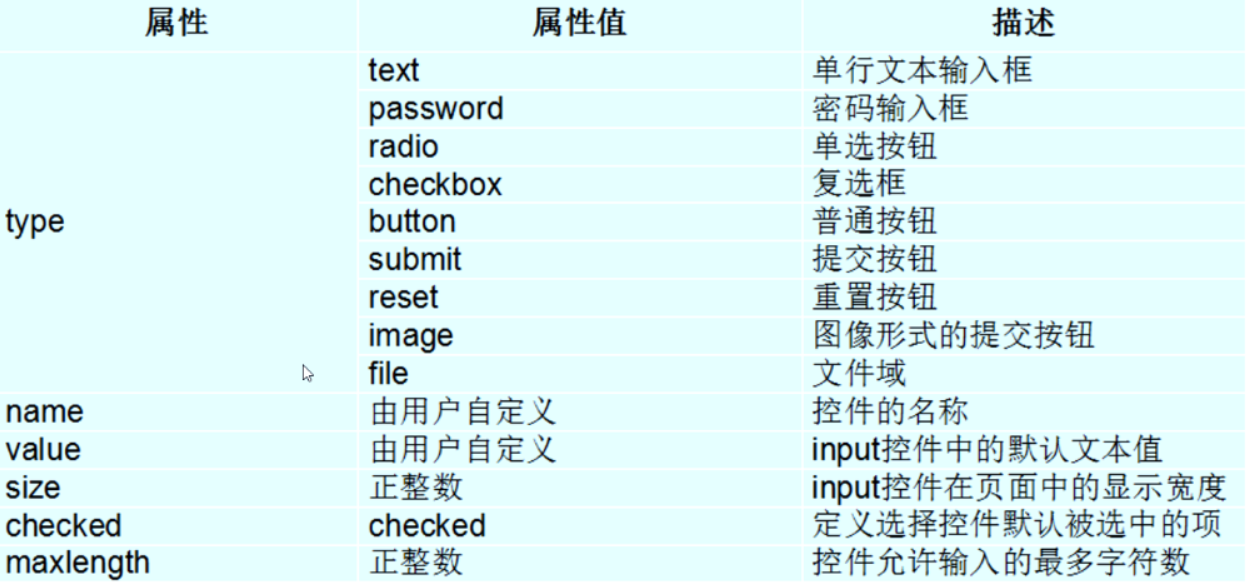 属性 属性值 描述
text 单行文本输入框
password 密码输入框
radio 单选按钮
checkbox 复选框
type button 普通按钮
submit 提交按钮
reset 重置按钮
image 图像形式的提交按钮
file 文件域
name 由用户自定义 控件的名称
value 由用户自定义 input控件中的默认文本值
size 正整数 input控件在页面中的显示宽度
checked checked 定义选择控件默认被选中的项
maxlength 正整数 控件允许输入的最多字符数